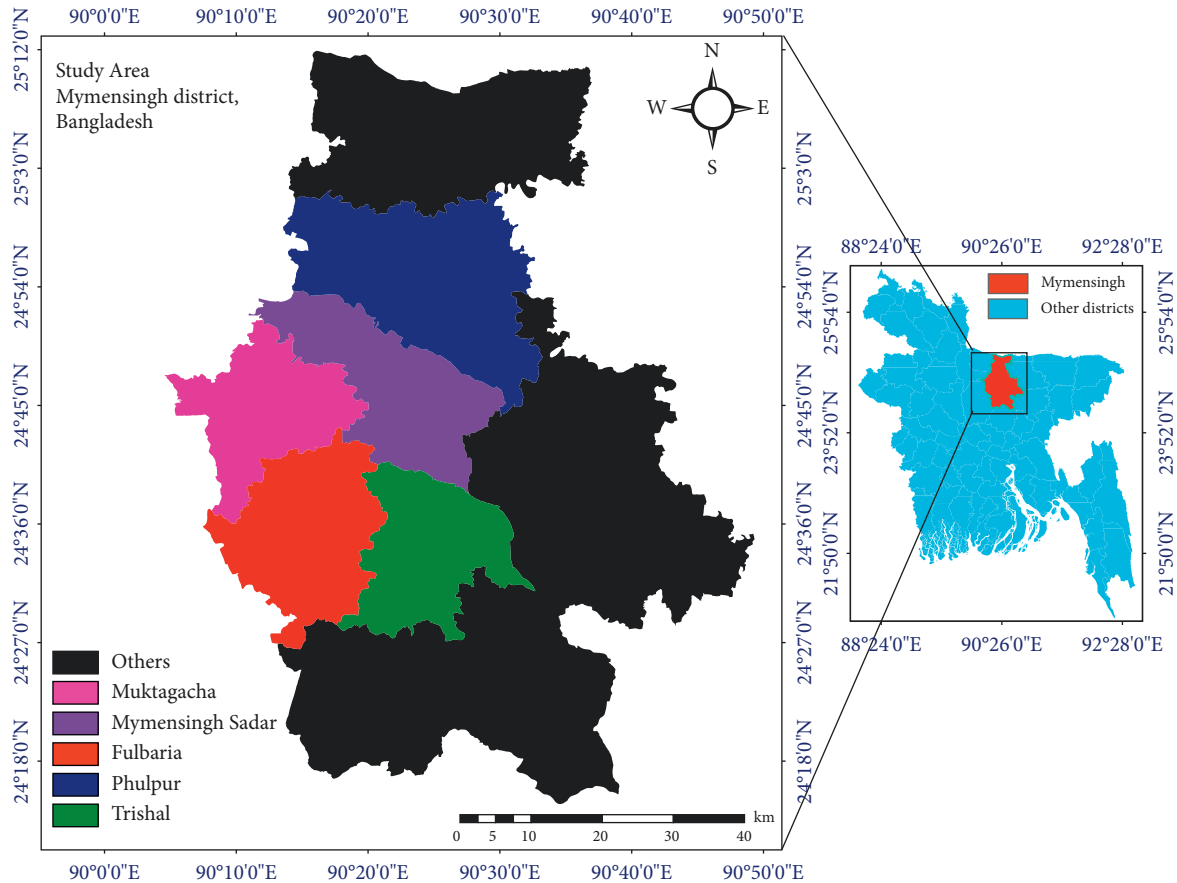 90°0'0"E 90°10'0"E 90°20'0"E 90°30'0"E 90°40'0"E 90°50'0"E
Study Area
Mymensingh district,
Bangladesh
N
W E
S
25°12'0"N
25°3'0"N
24°54'0"N
24°45'0"N
24°36'0"N
24°27'0"N
24°18'0"N
25°12'0"N
25°3'0"N
24°54'0"N
24°45'0"N
24°36'0"N
24°27'0"N
24°18'0"N
Others
Muktagacha
Mymensingh Sadar
Fulbaria
Phulpur
Trishal
km
0 5 10 20 30 40
90°0'0"E 90°10'0"E 90°20'0"E 90°30'0"E 90°40'0"E 90°50'0"E
88°24'0"E 90°26'0"E 92°28'0"E
Mymensingh
Other districts
25°54'0"N
23°52'0"N
21°50'0"N
25°54'0"N
23°52'0"N
21°50'0"N
88°24'0"E 90°26'0"E 92°28'0"E